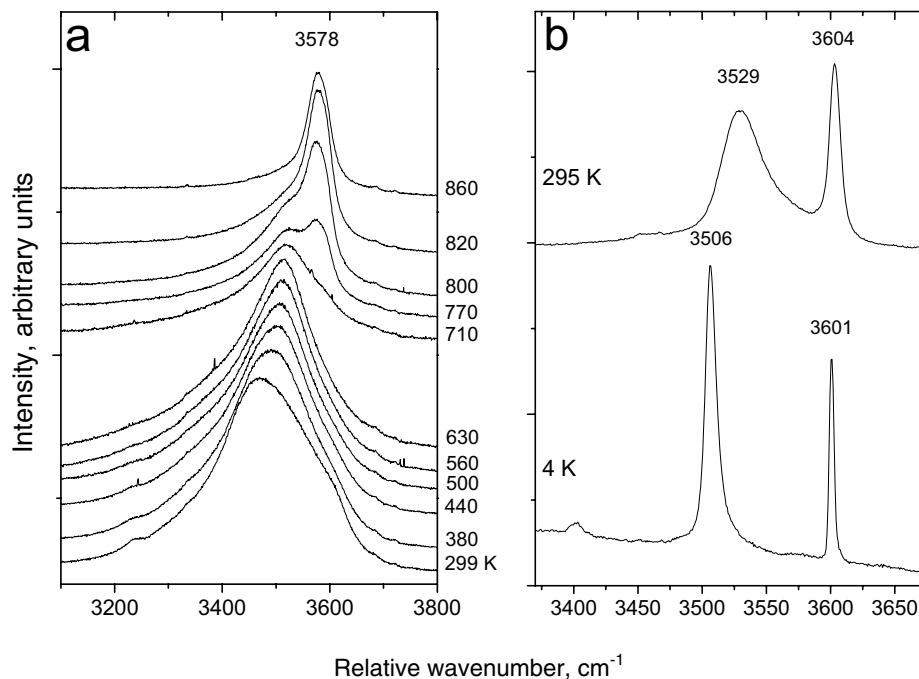 a
3578
860
820
800
770
710
630
560
500
440
380
299 K
3200 3400 3600 3800
b
3604
3529
295 K
3506
3601
4 K
3400 3450 3500 3550 3600 3650
Intensity, arbitrary units
Relative wavenumber, cm⁻¹